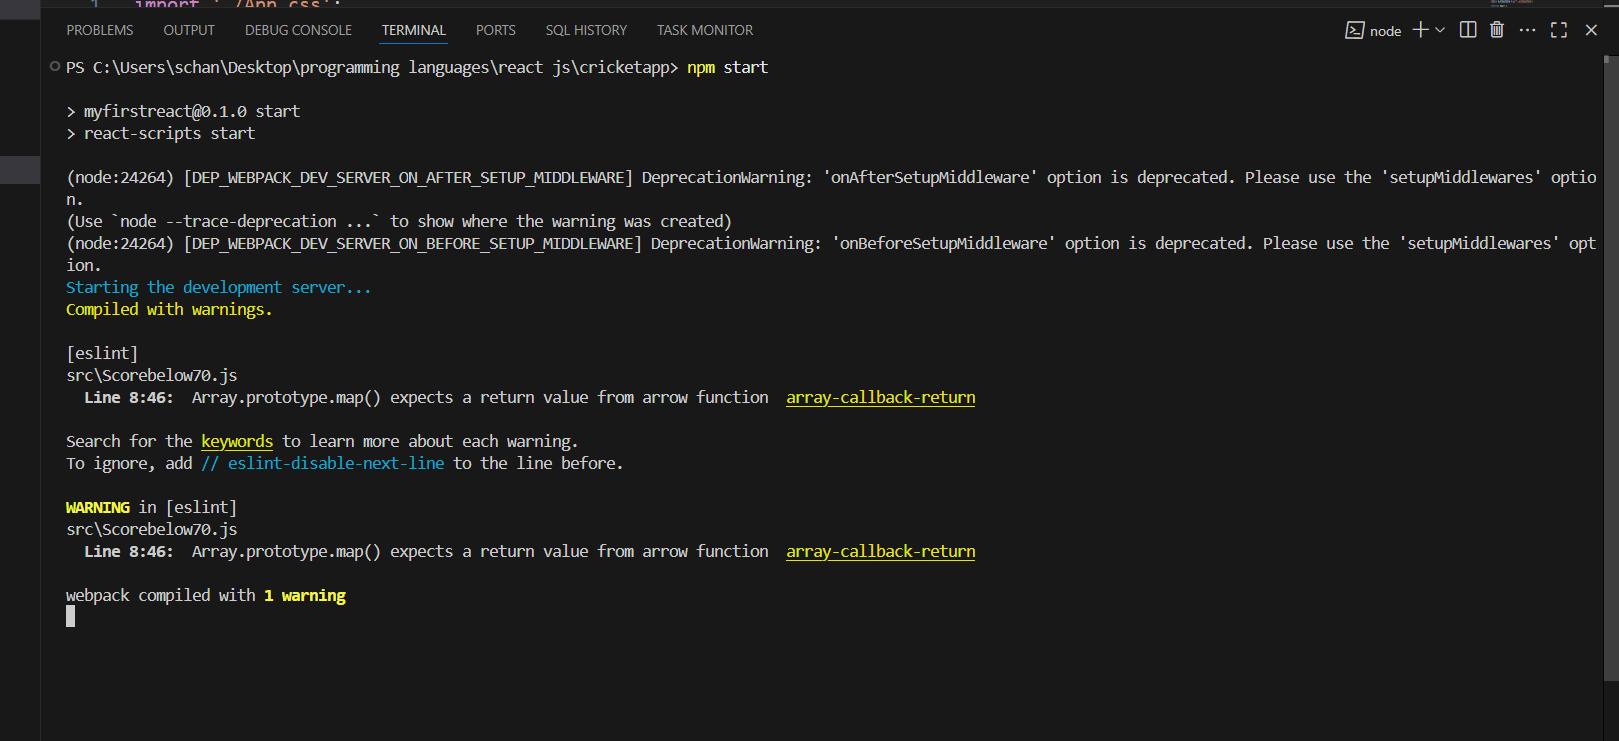 1 import './App.css';
PROBLEMS OUTPUT DEBUG CONSOLE TERMINAL PORTS SQL HISTORY TASK MONITOR node
PS C:\Users\schan\Desktop\programming languages\react js\cricketapp> npm start
> myfirstreact@0.1.0 start
> react-scripts start
(node:24264) [DEP_WEBPACK_DEV_SERVER_ON_AFTER_SETUP_MIDDLEWARE] DeprecationWarning: 'onAfterSetupMiddleware' option is deprecated. Please use the 'setupMiddlewares' optio
n.
(Use `node --trace-deprecation ...` to show where the warning was created)
(node:24264) [DEP_WEBPACK_DEV_SERVER_ON_BEFORE_SETUP_MIDDLEWARE] DeprecationWarning: 'onBeforeSetupMiddleware' option is deprecated. Please use the 'setupMiddlewares' opt
ion.
Starting the development server...
Compiled with warnings.
[eslint]
src\Scorebelow70.js
Line 8:46: Array.prototype.map() expects a return value from arrow function array-callback-return
Search for the keywords to learn more about each warning.
To ignore, add // eslint-disable-next-line to the line before.
WARNING in [eslint]
src\Scorebelow70.js
Line 8:46: Array.prototype.map() expects a return value from arrow function array-callback-return
webpack compiled with 1 warning